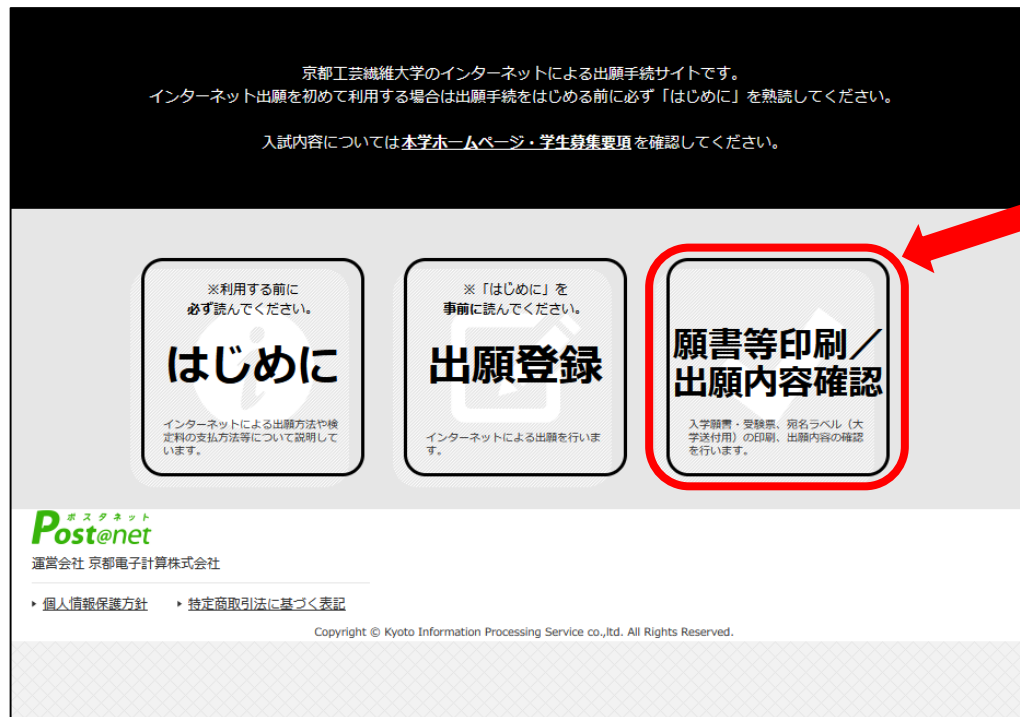 京都工芸繊維大学のインターネットによる出願手続サイトです。
インターネット出願を初めて利用する場合は出願手続をはじめる前に必ず「はじめに」を熟読してください。
入試内容については本学ホームページ・学生募集要項を確認してください。
※利用する前に
必ず読んでください。
はじめに
インターネットによる出願方法や検
定料の支払方法等について説明して
います。
※「はじめに」を
事前に読んでください。
出願登録
インターネットによる出願を行いま
す。
願書等印刷／
出願内容確認
入学願書・受験票、宛名ラベル（大
学送付用）の印刷、出願内容の確認
を行います。
ポスタネット
Post@net
運営会社 京都電子計算株式会社
個人情報保護方針
特定商取引法に基づく表記
Copyright © Kyoto Information Processing Service co.,ltd. All Rights Reserved.